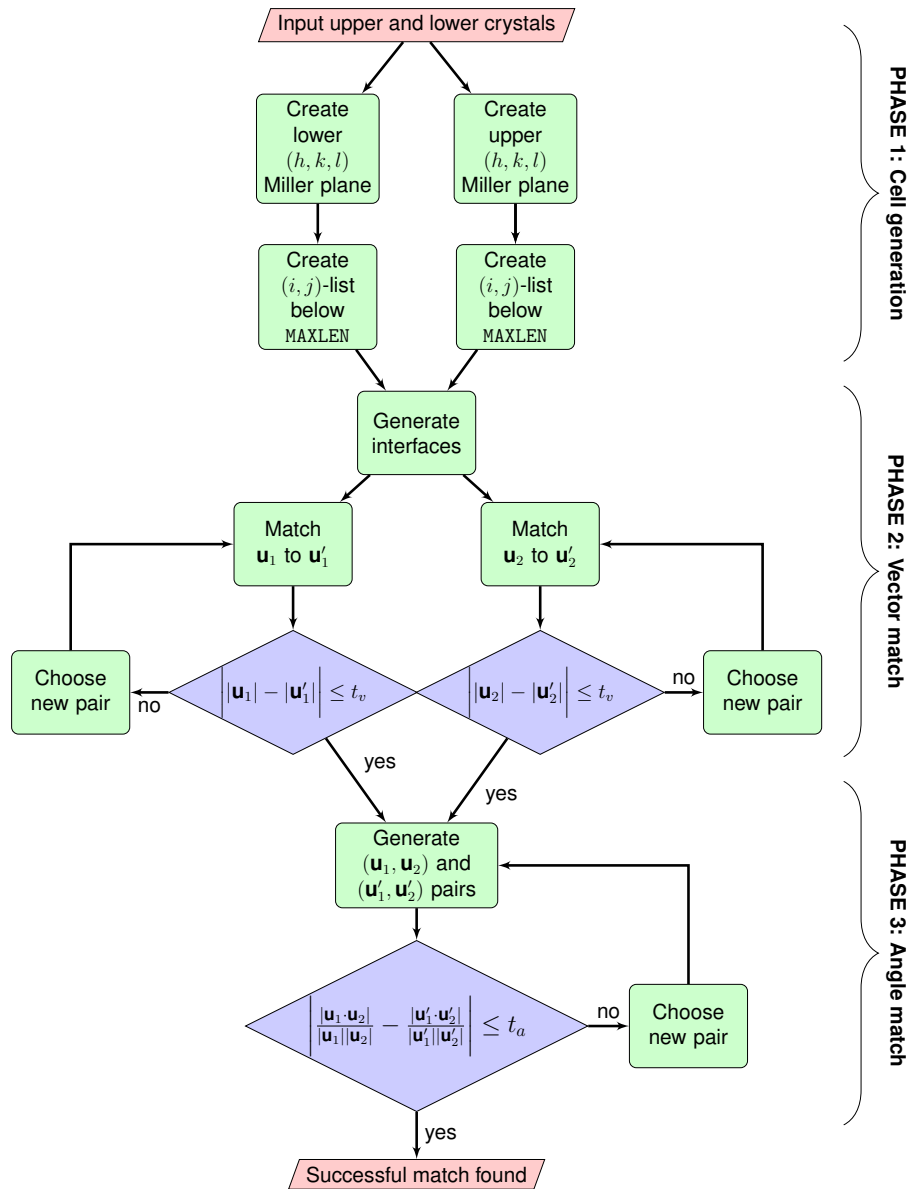 Input upper and lower crystals
Create
lower
(h, k, l)
Miller plane
Create
upper
(h, k, l)
Miller plane
Create
(i, j)-list
below
MAXLEN
Create
(i, j)-list
below
MAXLEN
PHASE 1: Cell generation
Generate
interfaces
Match
u₁ to u′₁
Match
u₂ to u′₂
Choose
new pair
no
||u₁| − |u′₁|| ≤ tᵥ
||u₂| − |u′₂|| ≤ tᵥ
no
Choose
new pair
yes
yes
PHASE 2: Vector match
Generate
(u₁, u₂) and
(u′₁, u′₂) pairs
||u₁·u₂| / |u₁||u₂| − |u′₁·u′₂| / |u′₁||u′₂|| ≤ tₐ
no
Choose
new pair
yes
PHASE 3: Angle match
Successful match found